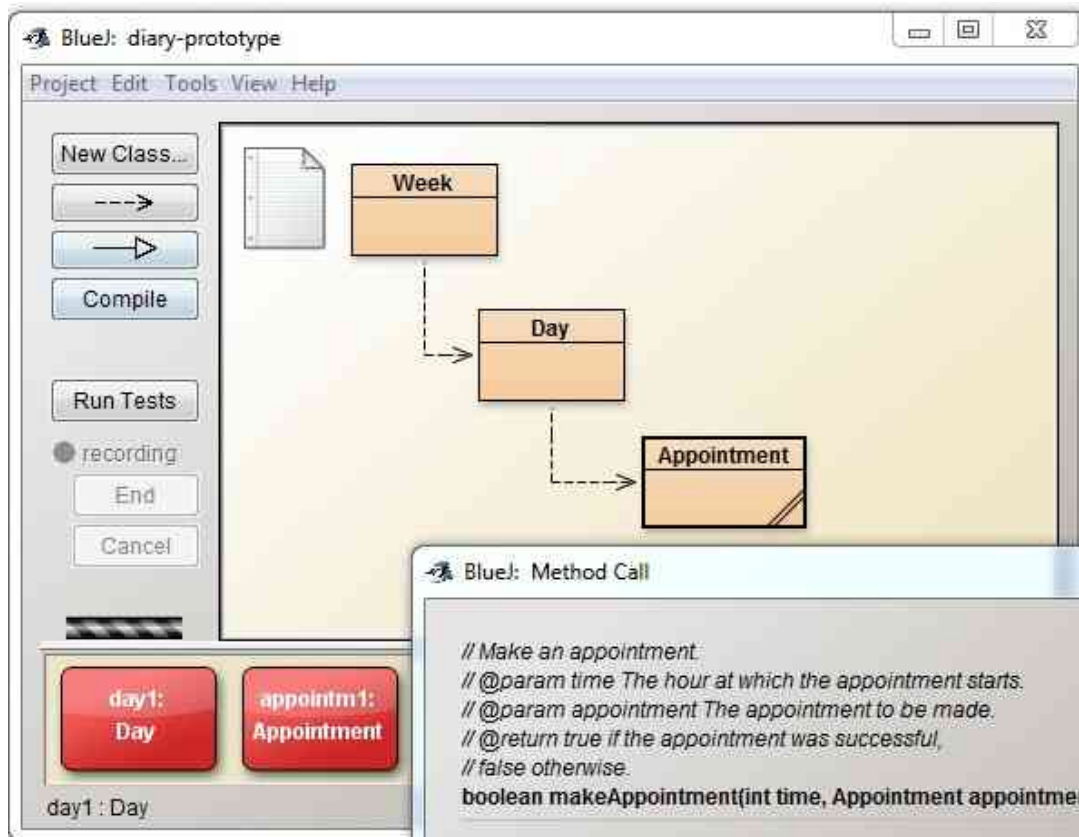 BlueJ: diary-prototype
Project Edit Tools View Help
New Class...
Week
Compile
Day
Run Tests
recording
Appointment
End
Cancel
BlueJ: Method Call
// Make an appointment.
// @param time The hour at which the appointment starts.
// @param appointment The appointment to be made.
// @return true if the appointment was successful,
// false otherwise.
boolean makeAppointment(int time, Appointment appointme
day1:
Day
appointm1:
Appointment
day1 : Day